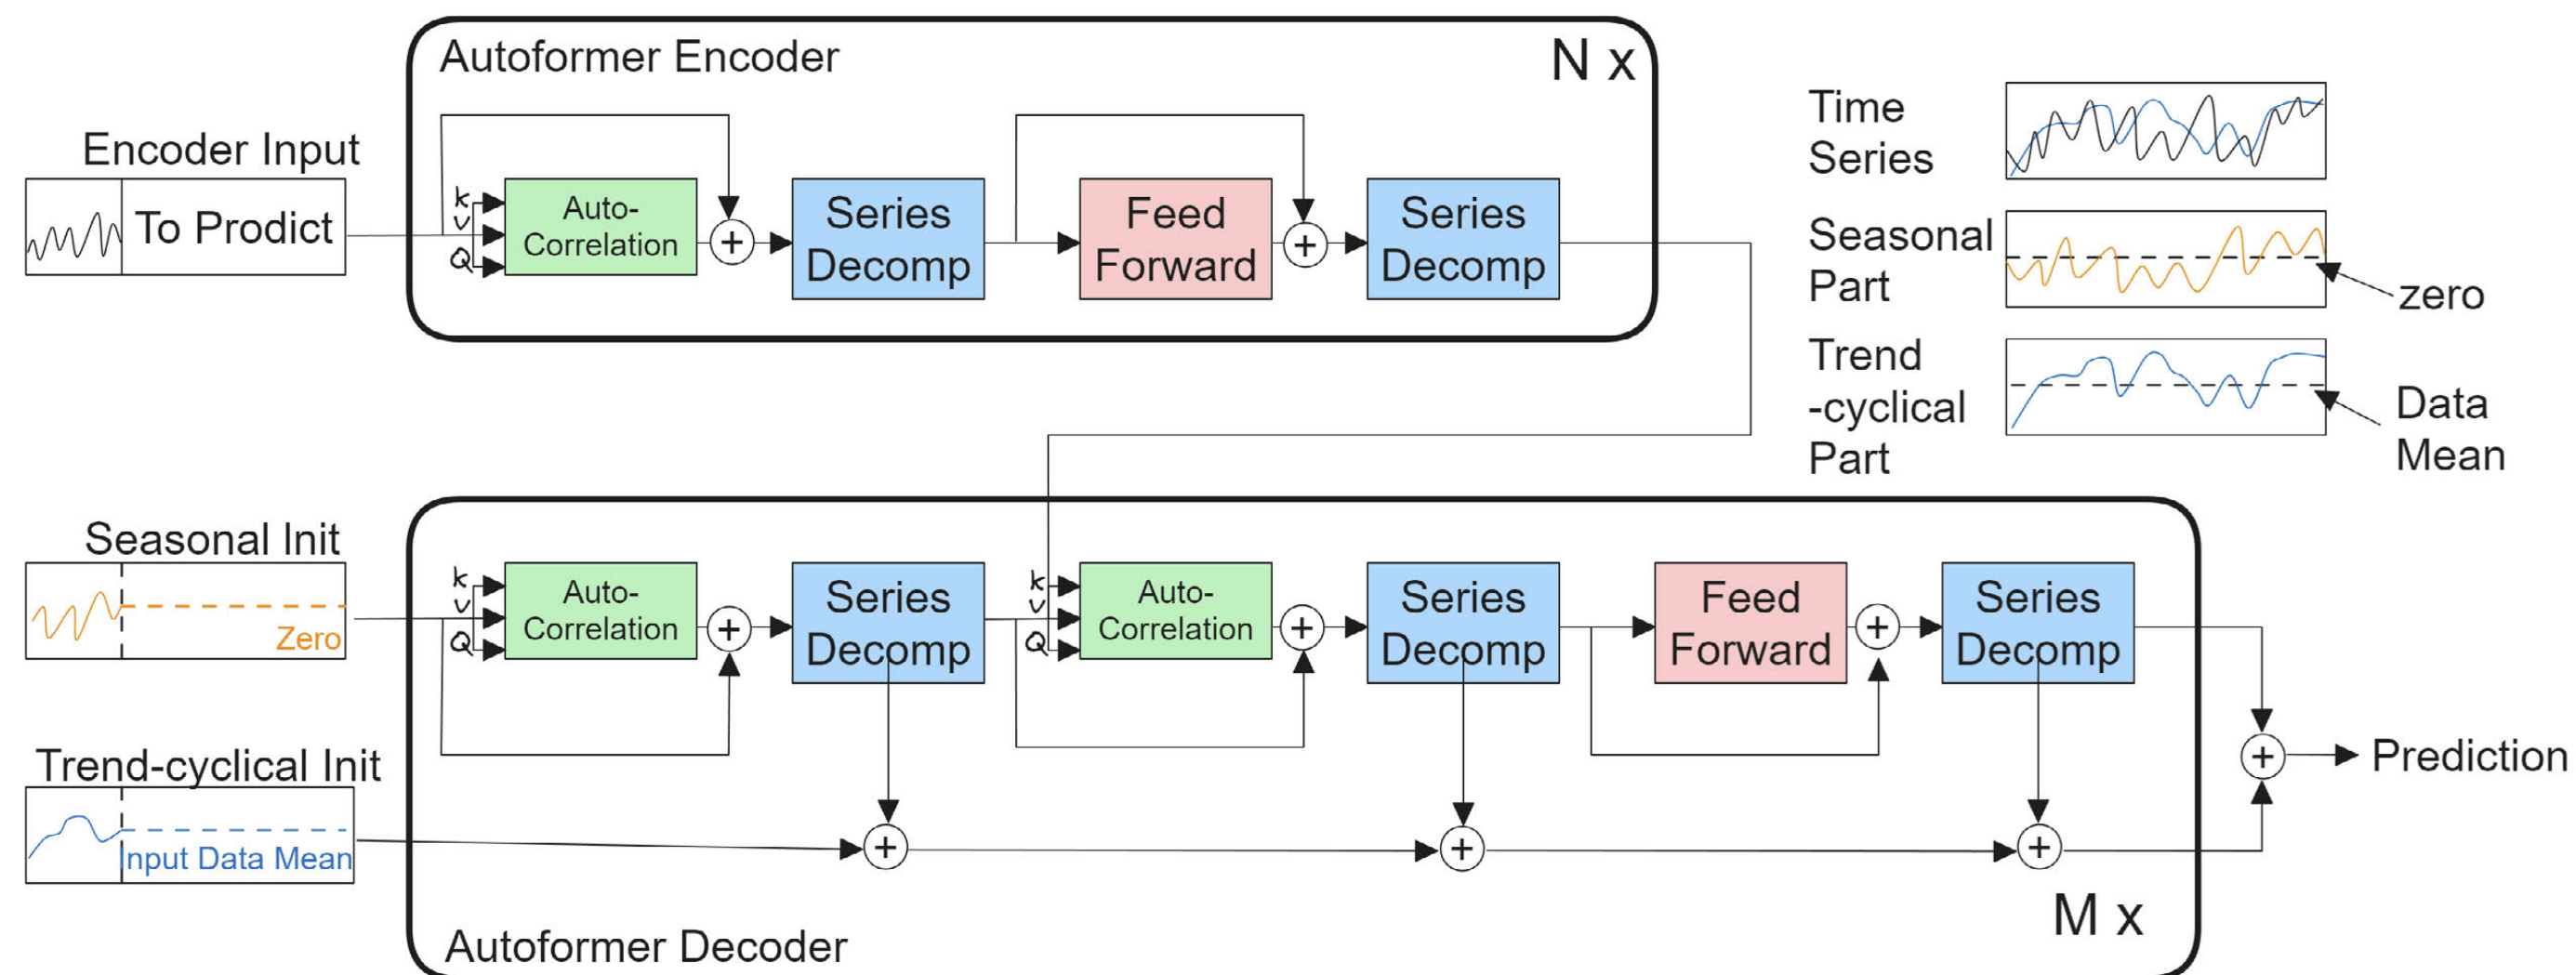 Autoformer Encoder
N x
Encoder Input
To Prodict
K
V
Q
Auto-
Correlation
+
Series
Decomp
Feed
Forward
+
Series
Decomp
Time
Series
Seasonal
Part
zero
Trend
-cyclical
Part
Data
Mean
Seasonal Init
Zero
K
V
Q
Auto-
Correlation
+
Series
Decomp
K
V
Q
Auto-
Correlation
+
Series
Decomp
Feed
Forward
+
Series
Decomp
Trend-cyclical Init
Input Data Mean
+
+
+
+
Prediction
M x
Autoformer Decoder